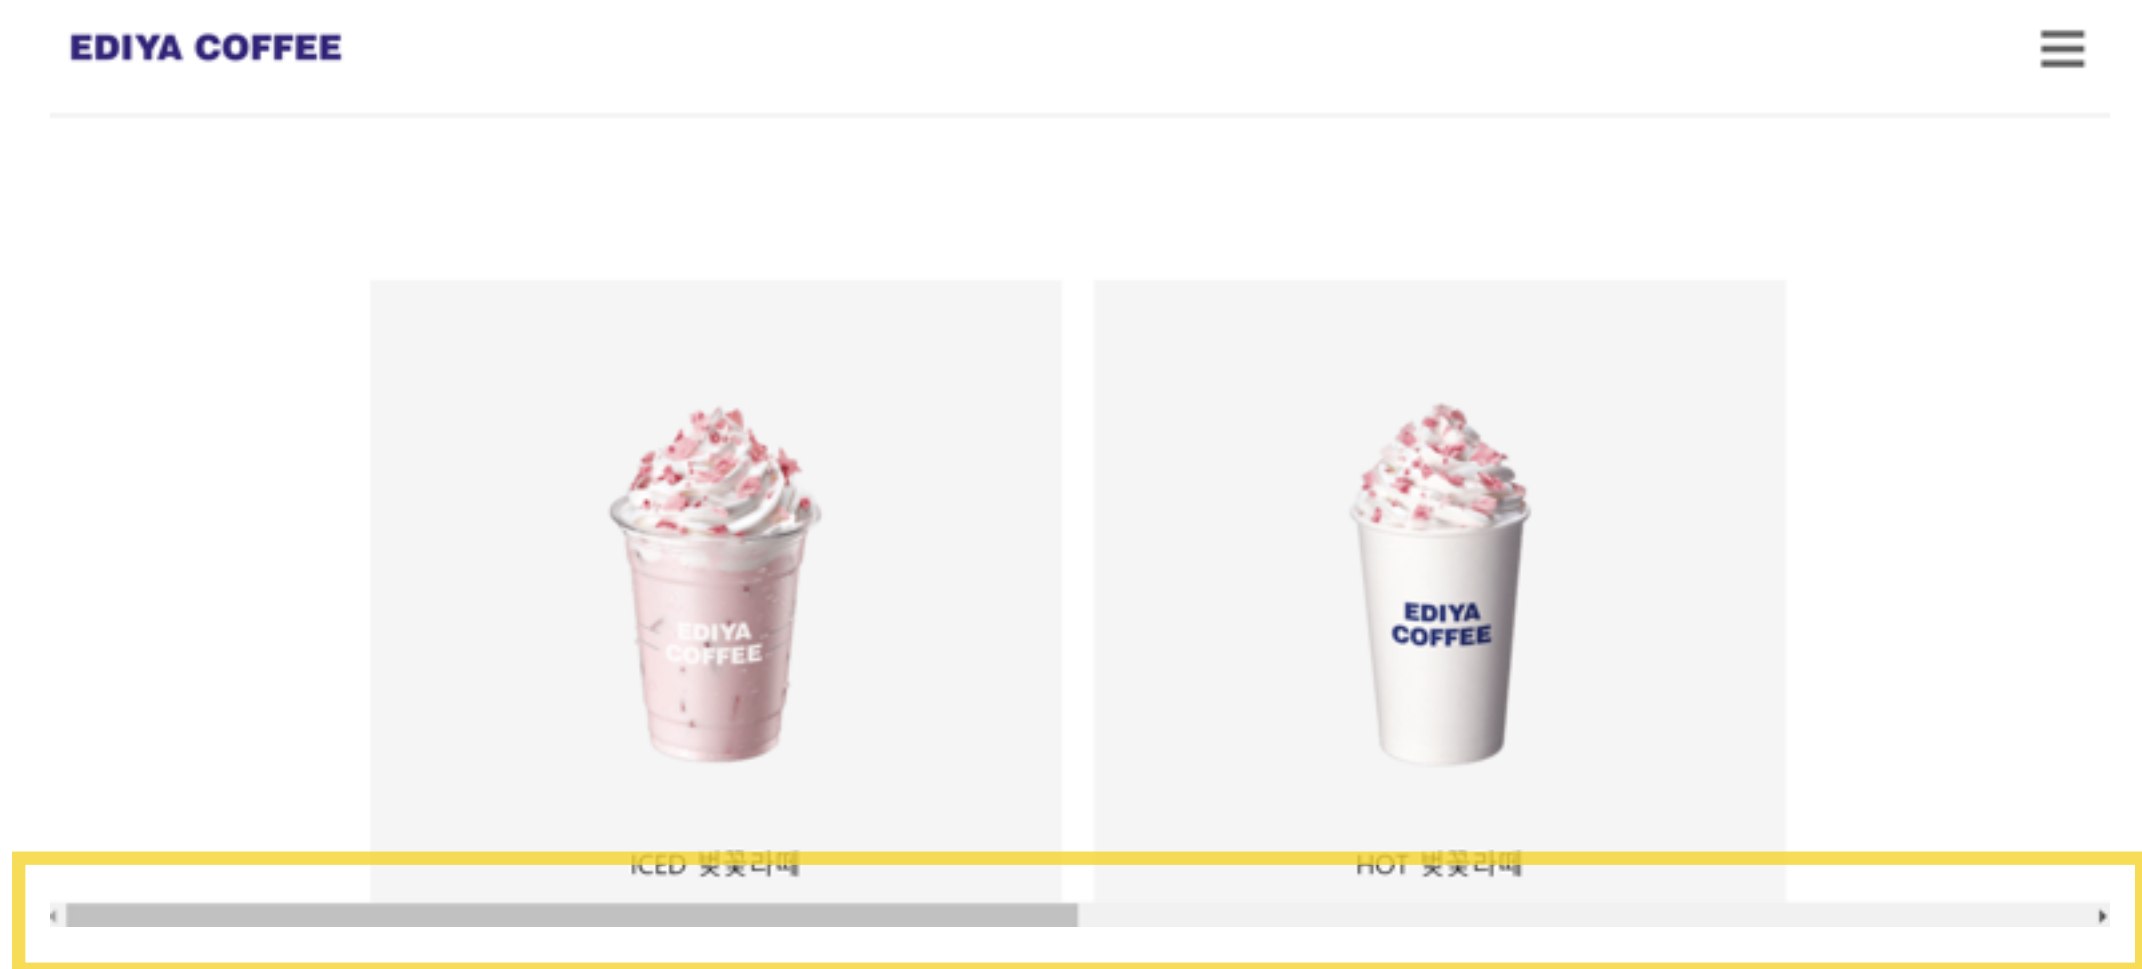 EDIYA COFFEE
EDIYA
COFFEE
EDIYA
COFFEE
ICED 벚꽃라떼
HOT 벚꽃라떼